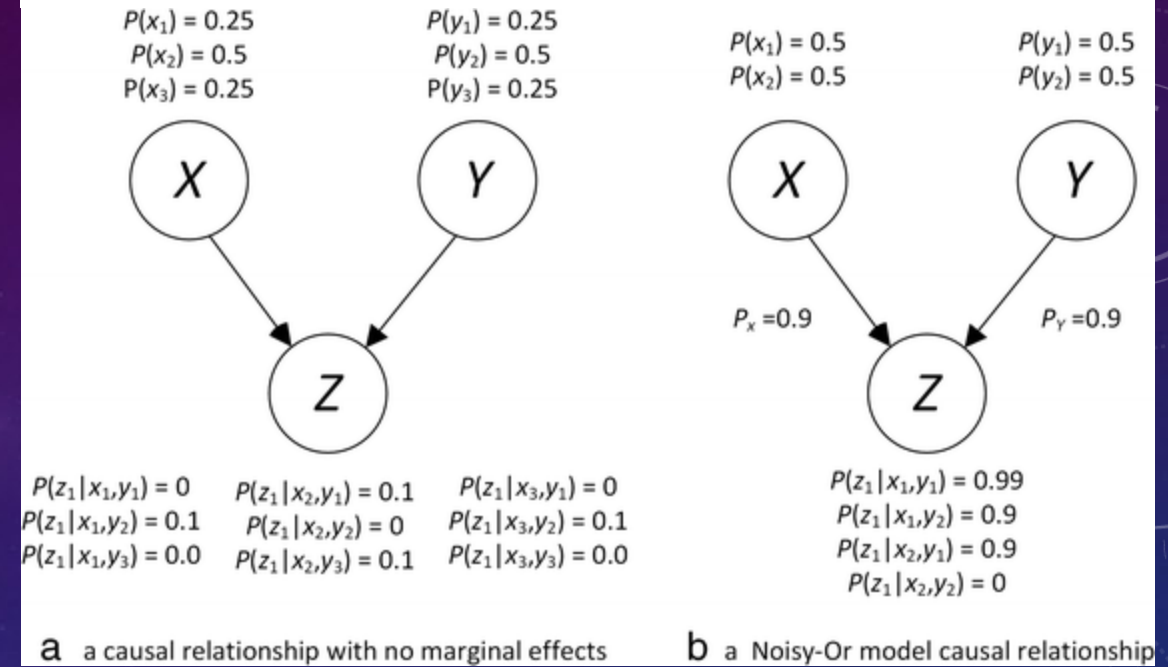 P(x₁) = 0.25
P(x₂) = 0.5
P(x₃) = 0.25
P(y₁) = 0.25
P(y₂) = 0.5
P(y₃) = 0.25
X
Y
Z
P(z₁|x₁,y₁) = 0
P(z₁|x₁,y₂) = 0.1
P(z₁|x₁,y₃) = 0.0
P(z₁|x₂,y₁) = 0.1
P(z₁|x₂,y₂) = 0
P(z₁|x₂,y₃) = 0.1
P(z₁|x₃,y₁) = 0
P(z₁|x₃,y₂) = 0.1
P(z₁|x₃,y₃) = 0.0
a a causal relationship with no marginal effects
P(x₁) = 0.5
P(x₂) = 0.5
P(y₁) = 0.5
P(y₂) = 0.5
X
Y
Pₓ =0.9
Pᵧ =0.9
Z
P(z₁|x₁,y₁) = 0.99
P(z₁|x₁,y₂) = 0.9
P(z₁|x₂,y₁) = 0.9
P(z₁|x₂,y₂) = 0
b a Noisy-Or model causal relationship